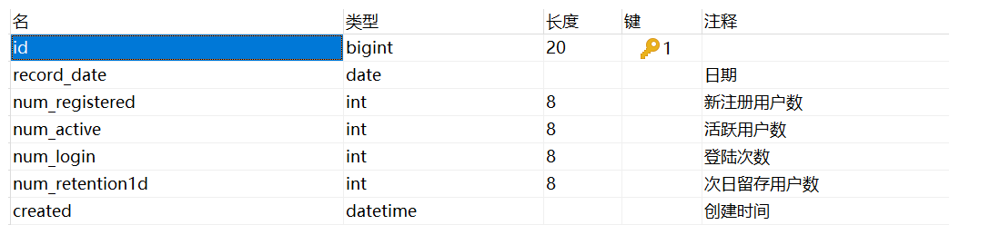 名 类型 长度 键 注释
id bigint 20 1
record_date date 日期
num_registered int 8 新注册用户数
num_active int 8 活跃用户数
num_login int 8 登陆次数
num_retention1d int 8 次日留存用户数
created datetime 创建时间